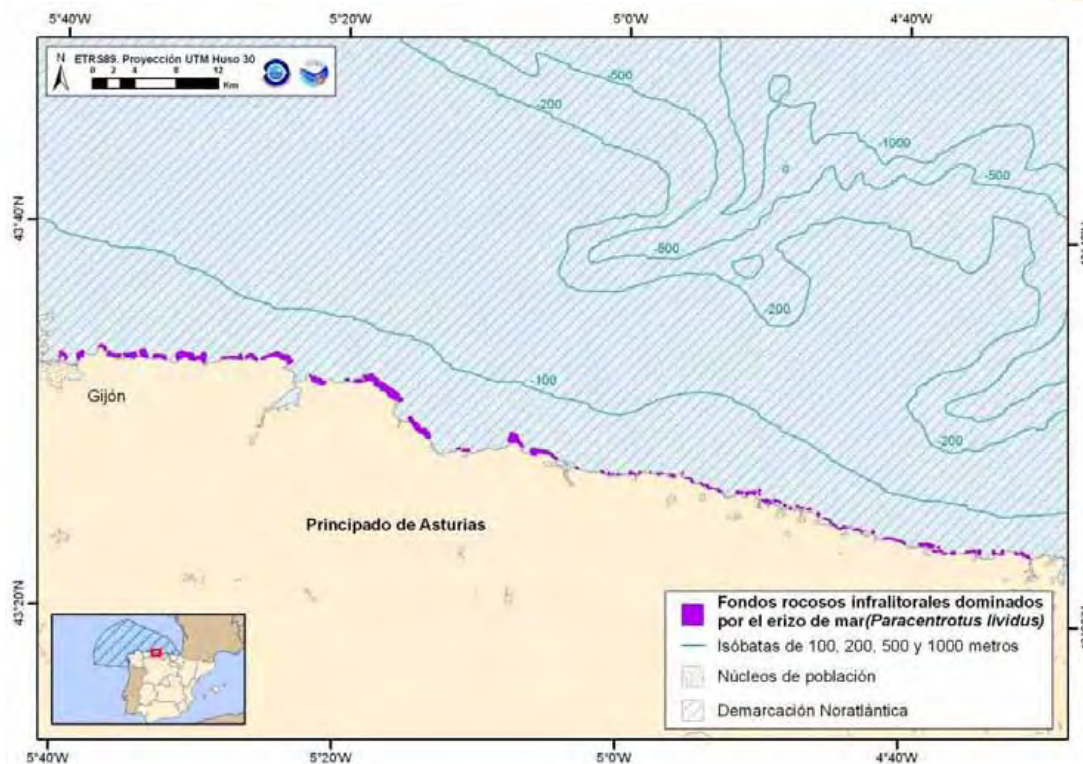 5°40'W 5°20'W 5°0'W 4°40'W
N ETRS89. Proyección UTM Huso 30
0 2 4 8 12
Km
-500
-200
-1000
-500
43°40'N
-500
-200
-100
-200
Gijón
Principado de Asturias
43°20'N
Fondos rocosos infralitorales dominados
por el erizo de mar(Paracentrotus lividus)
Isóbatas de 100, 200, 500 y 1000 metros
Núcleos de población
Demarcación Noratlántica
5°40'W 5°20'W 5°0'W 4°40'W